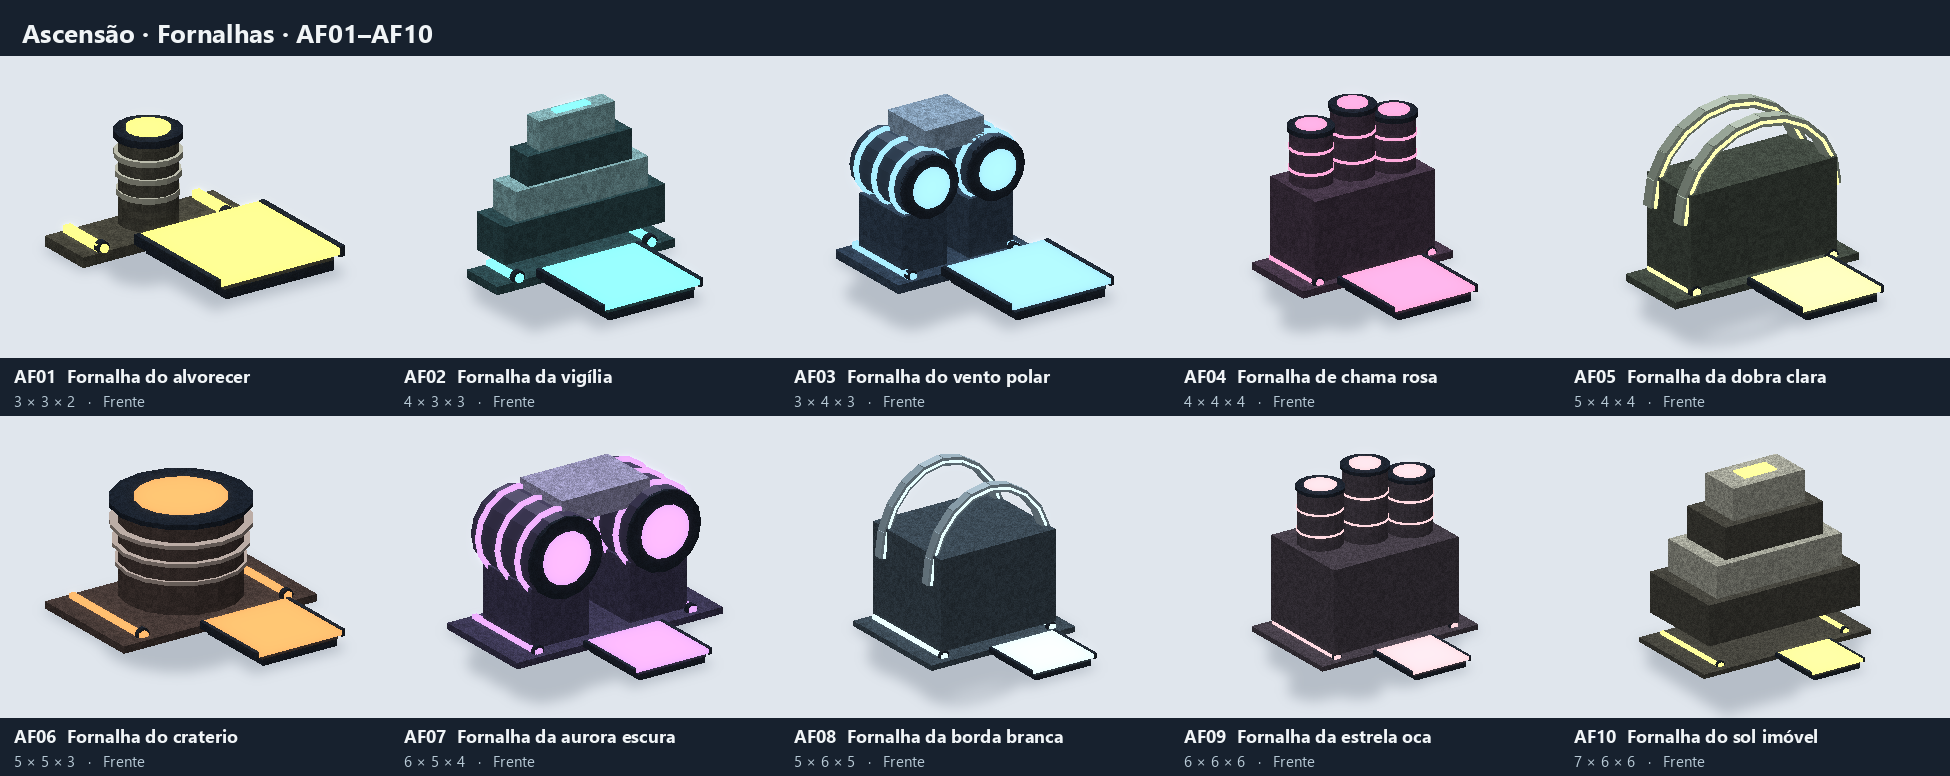 Ascensão · Fornalhas · AF01–AF10
AF01 Fornalha do alvorecer
3 × 3 × 2 · Frente
AF02 Fornalha da vigília
4 × 3 × 3 · Frente
AF03 Fornalha do vento polar
3 × 4 × 3 · Frente
AF04 Fornalha de chama rosa
4 × 4 × 4 · Frente
AF05 Fornalha da dobra clara
5 × 4 × 4 · Frente
AF06 Fornalha do craterio
5 × 5 × 3 · Frente
AF07 Fornalha da aurora escura
6 × 5 × 4 · Frente
AF08 Fornalha da borda branca
5 × 6 × 5 · Frente
AF09 Fornalha da estrela oca
6 × 6 × 6 · Frente
AF10 Fornalha do sol imóvel
7 × 6 × 6 · Frente